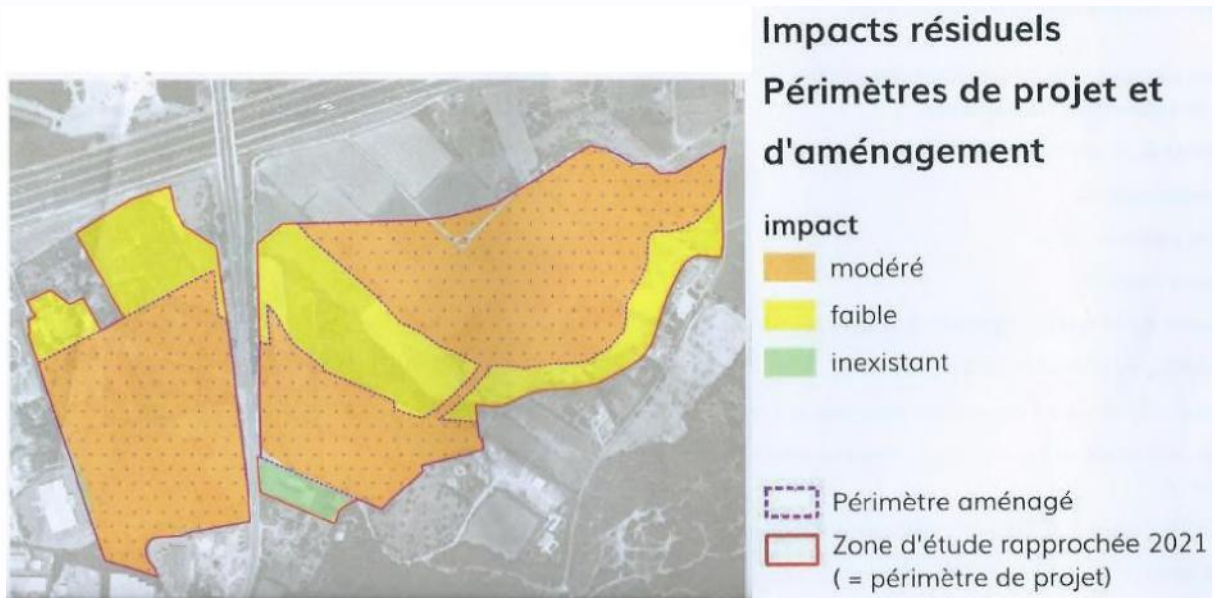 Impacts résiduels
Périmètres de projet et
d'aménagement
impact
modéré
faible
inexistant
Périmètre aménagé
Zone d'étude rapprochée 2021
( = périmètre de projet)